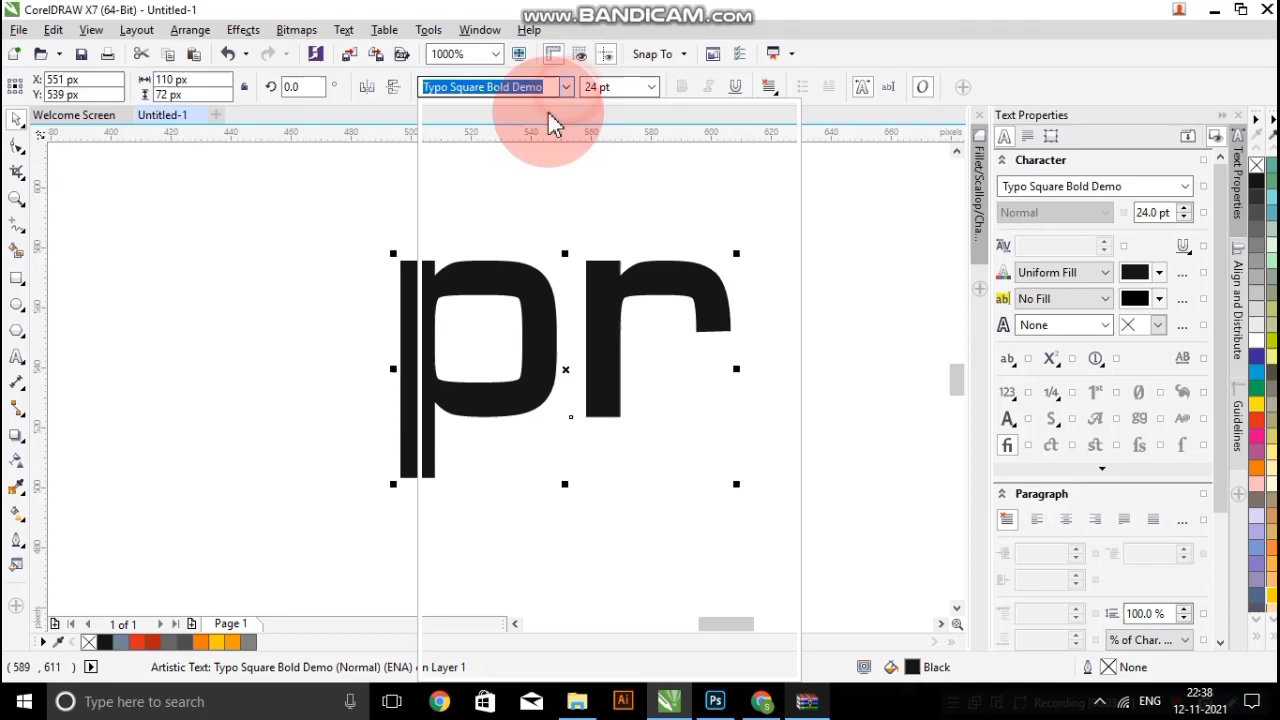 CorelDRAW X7 (64-Bit) - Untitled-1
www.BANDICAM.com
File Edit View Layout Arrange Effects Bitmaps Text Table Tools Window Help
1000% Snap To
X: 551 px 110 px 0.0 ° Typo Square Bold Demo 24 pt
Y: 539 px 72 px
Welcome Screen Untitled-1
Text Properties
pixels
Character
Typo Square Bold Demo
Normal 24.0 pt
Uniform Fill
No Fill
None
pr
Fillet/Scallop/Cha...
Text Properties
Align and Distribute
Guidelines
Paragraph
100.0 %
% of Char. ...
1 of 1 Page 1
(589 , 611) Artistic Text: Typo Square Bold Demo (Normal) (ENA) on Layer 1 Black None
Type here to search
ENG
22:38
12-11-2021